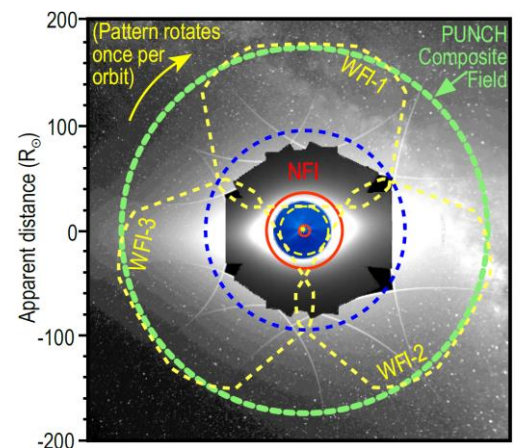 200
(Pattern rotates
once per
orbit)
PUNCH
Composite
Field
WFI-1
100
NFI
Apparent distance (R☉)
0
WFI-3
-100
WFI-2
-200